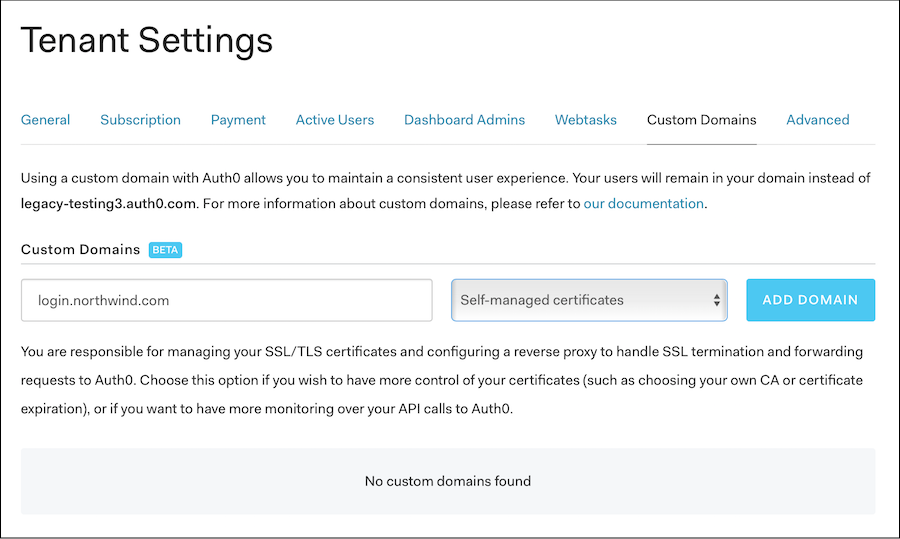 Tenant Settings
General Subscription Payment Active Users Dashboard Admins Webtasks Custom Domains Advanced
Using a custom domain with Auth0 allows you to maintain a consistent user experience. Your users will remain in your domain instead of
legacy-testing3.auth0.com. For more information about custom domains, please refer to our documentation.
Custom Domains BETA
login.northwind.com Self-managed certificates ADD DOMAIN
You are responsible for managing your SSL/TLS certificates and configuring a reverse proxy to handle SSL termination and forwarding
requests to Auth0. Choose this option if you wish to have more control of your certificates (such as choosing your own CA or certificate
expiration), or if you want to have more monitoring over your API calls to Auth0.
No custom domains found